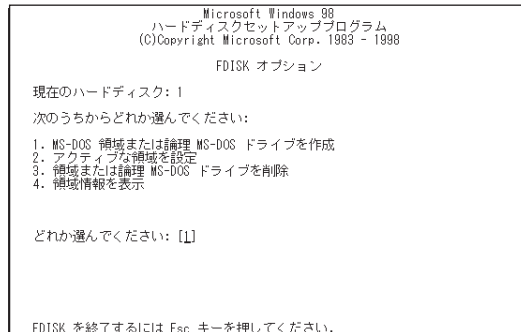 Microsoft Windows 98
ハードディスクセットアッププログラム
(C)Copyright Microsoft Corp. 1983 - 1998
FDISK オプション
現在のハードディスク: 1
次のうちからどれか選んでください:
1. MS-DOS 領域または論理 MS-DOS ドライブを作成
2. アクティブな領域を設定
3. 領域または論理 MS-DOS ドライブを削除
4. 領域情報を表示
どれか選んでください: [1]
FDISK を終了するには Esc キーを押してください.